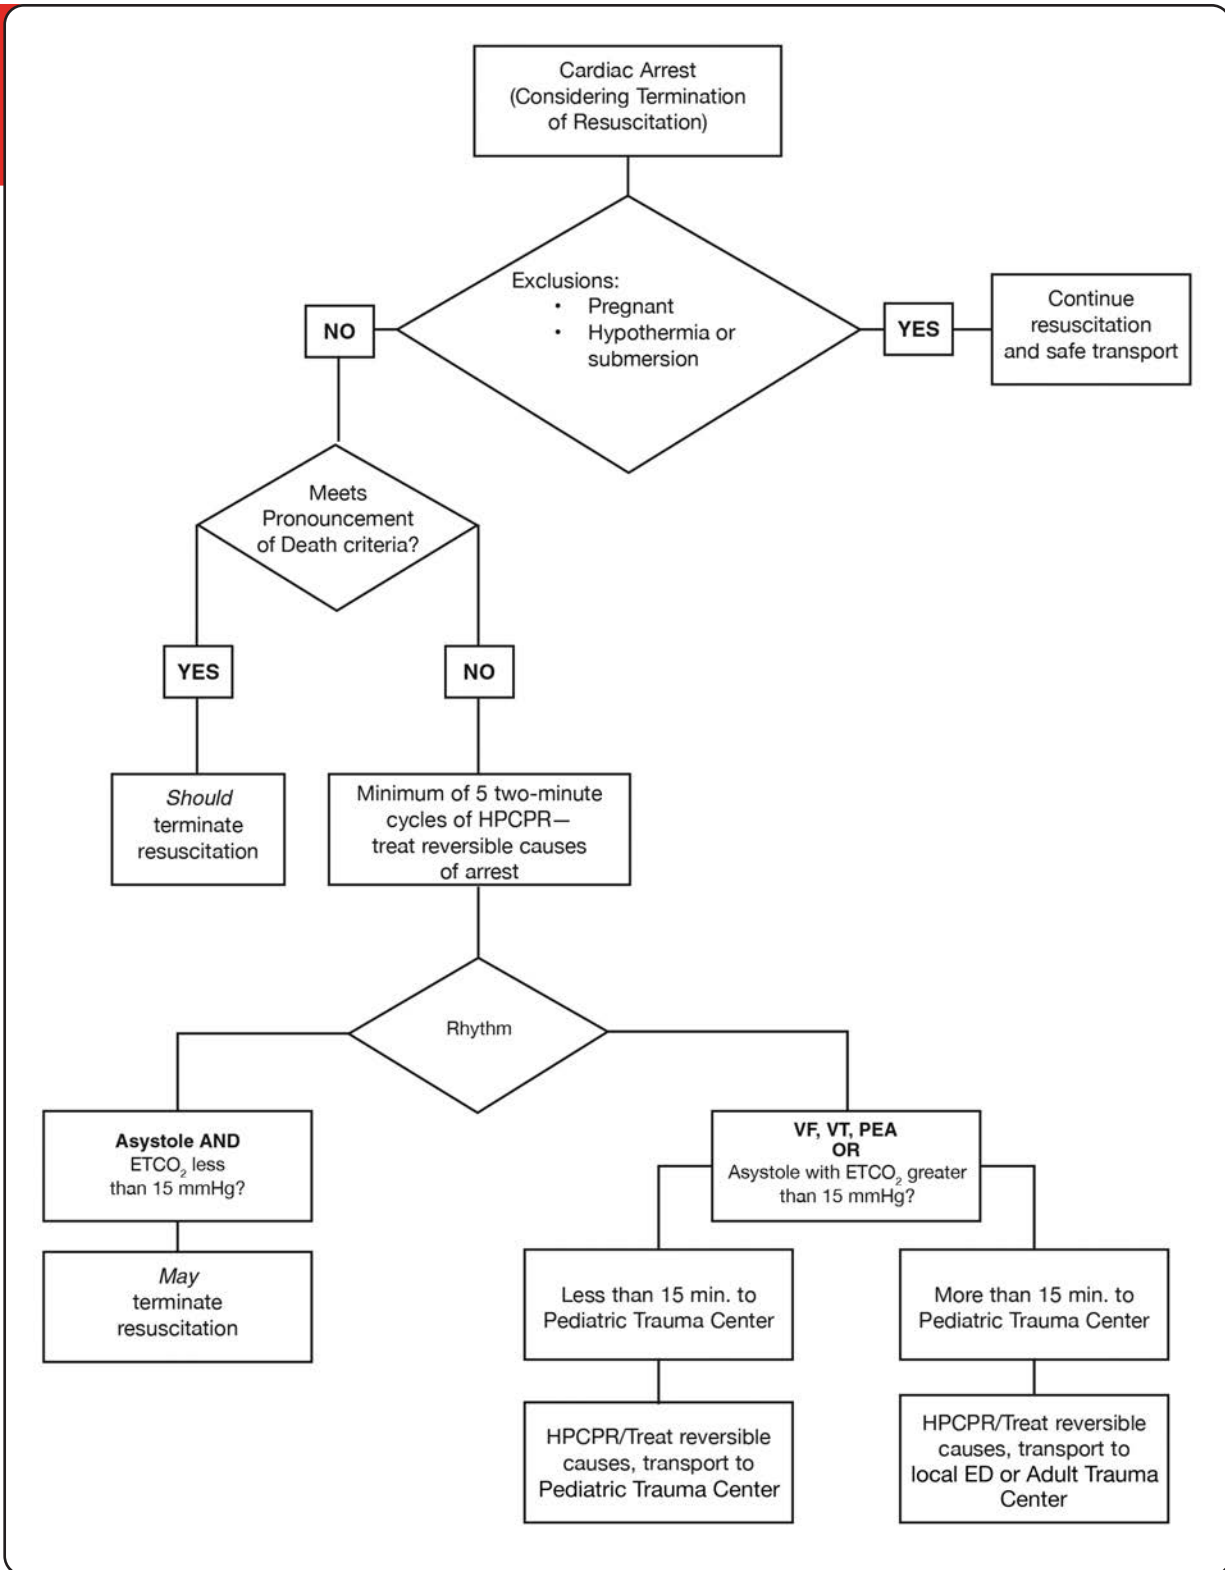 Cardiac Arrest
(Considering Termination
of Resuscitation)
Exclusions:
• Pregnant
• Hypothermia or
submersion
NO
YES
Continue
resuscitation
and safe transport
Meets
Pronouncement
of Death criteria?
YES
NO
Should
terminate
resuscitation
Minimum of 5 two-minute
cycles of HPCPR—
treat reversible causes
of arrest
Rhythm
Asystole AND
ETCO₂ less
than 15 mmHg?
May
terminate
resuscitation
VF, VT, PEA
OR
Asystole with ETCO₂ greater
than 15 mmHg?
Less than 15 min. to
Pediatric Trauma Center
More than 15 min. to
Pediatric Trauma Center
HPCPR/Treat reversible
causes, transport to
Pediatric Trauma Center
HPCPR/Treat reversible
causes, transport to
local ED or Adult Trauma
Center